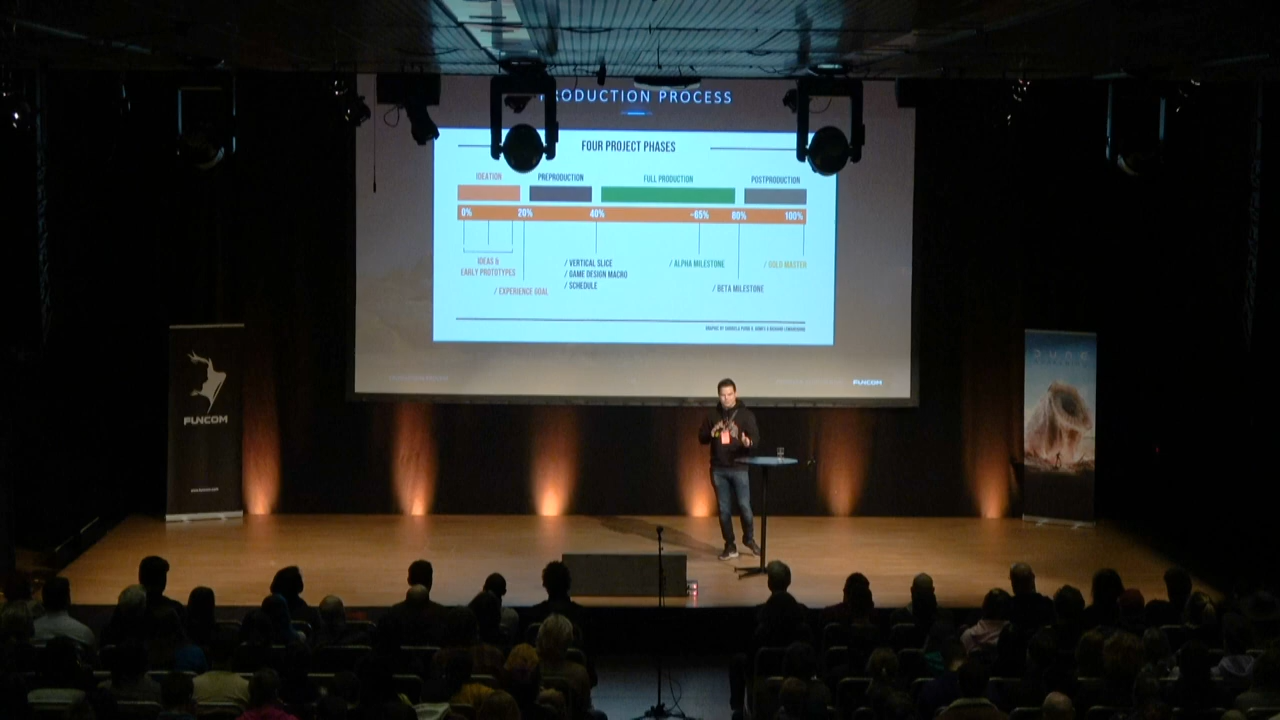 PRODUCTION PROCESS
FOUR PROJECT PHASES
IDEATION
PREPRODUCTION
FULL PRODUCTION
POSTPRODUCTION
0%
20%
40%
~65%
80%
100%
IDEAS &
EARLY PROTOTYPES
/ EXPERIENCE GOAL
/ VERTICAL SLICE
/ GAME DESIGN MACRO
/ SCHEDULE
/ ALPHA MILESTONE
/ BETA MILESTONE
/ GOLD MASTER
FUNCOM
FUNCOM
DUNE